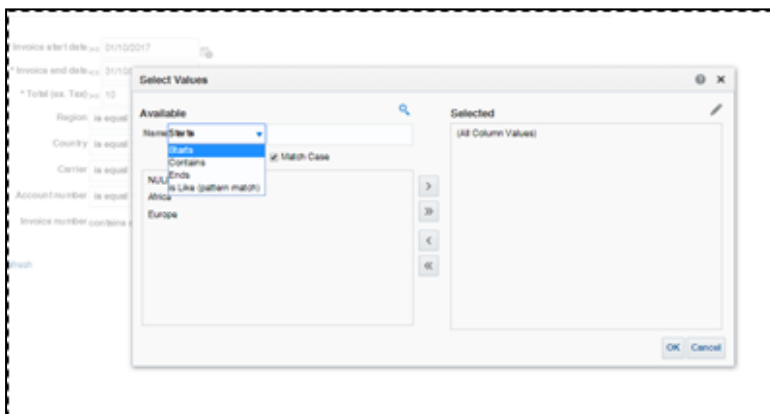 * Invoice start date >= 01/10/2017
* Invoice end date <= 31/10
* Total (ex. Tax) >= 10
Region is equal
Country is equal
Carrier is equal
Account number is equal
Invoice number contains
Select Values
Available
Name Starts
Starts
Contains
Ends
is Like (pattern match)
Match Case
NULL
Africa
Europe
Selected
(All Column Values)
OK Cancel